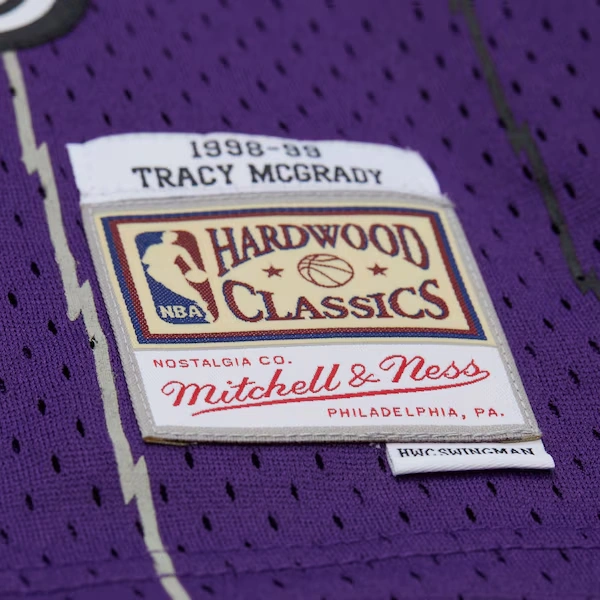 1998-99
TRACY MCGRADY
HARDWOOD
CLASSICS
NBA
NOSTALGIA CO.
Mitchell & Ness
PHILADELPHIA, PA.
HWC SWINGMAN